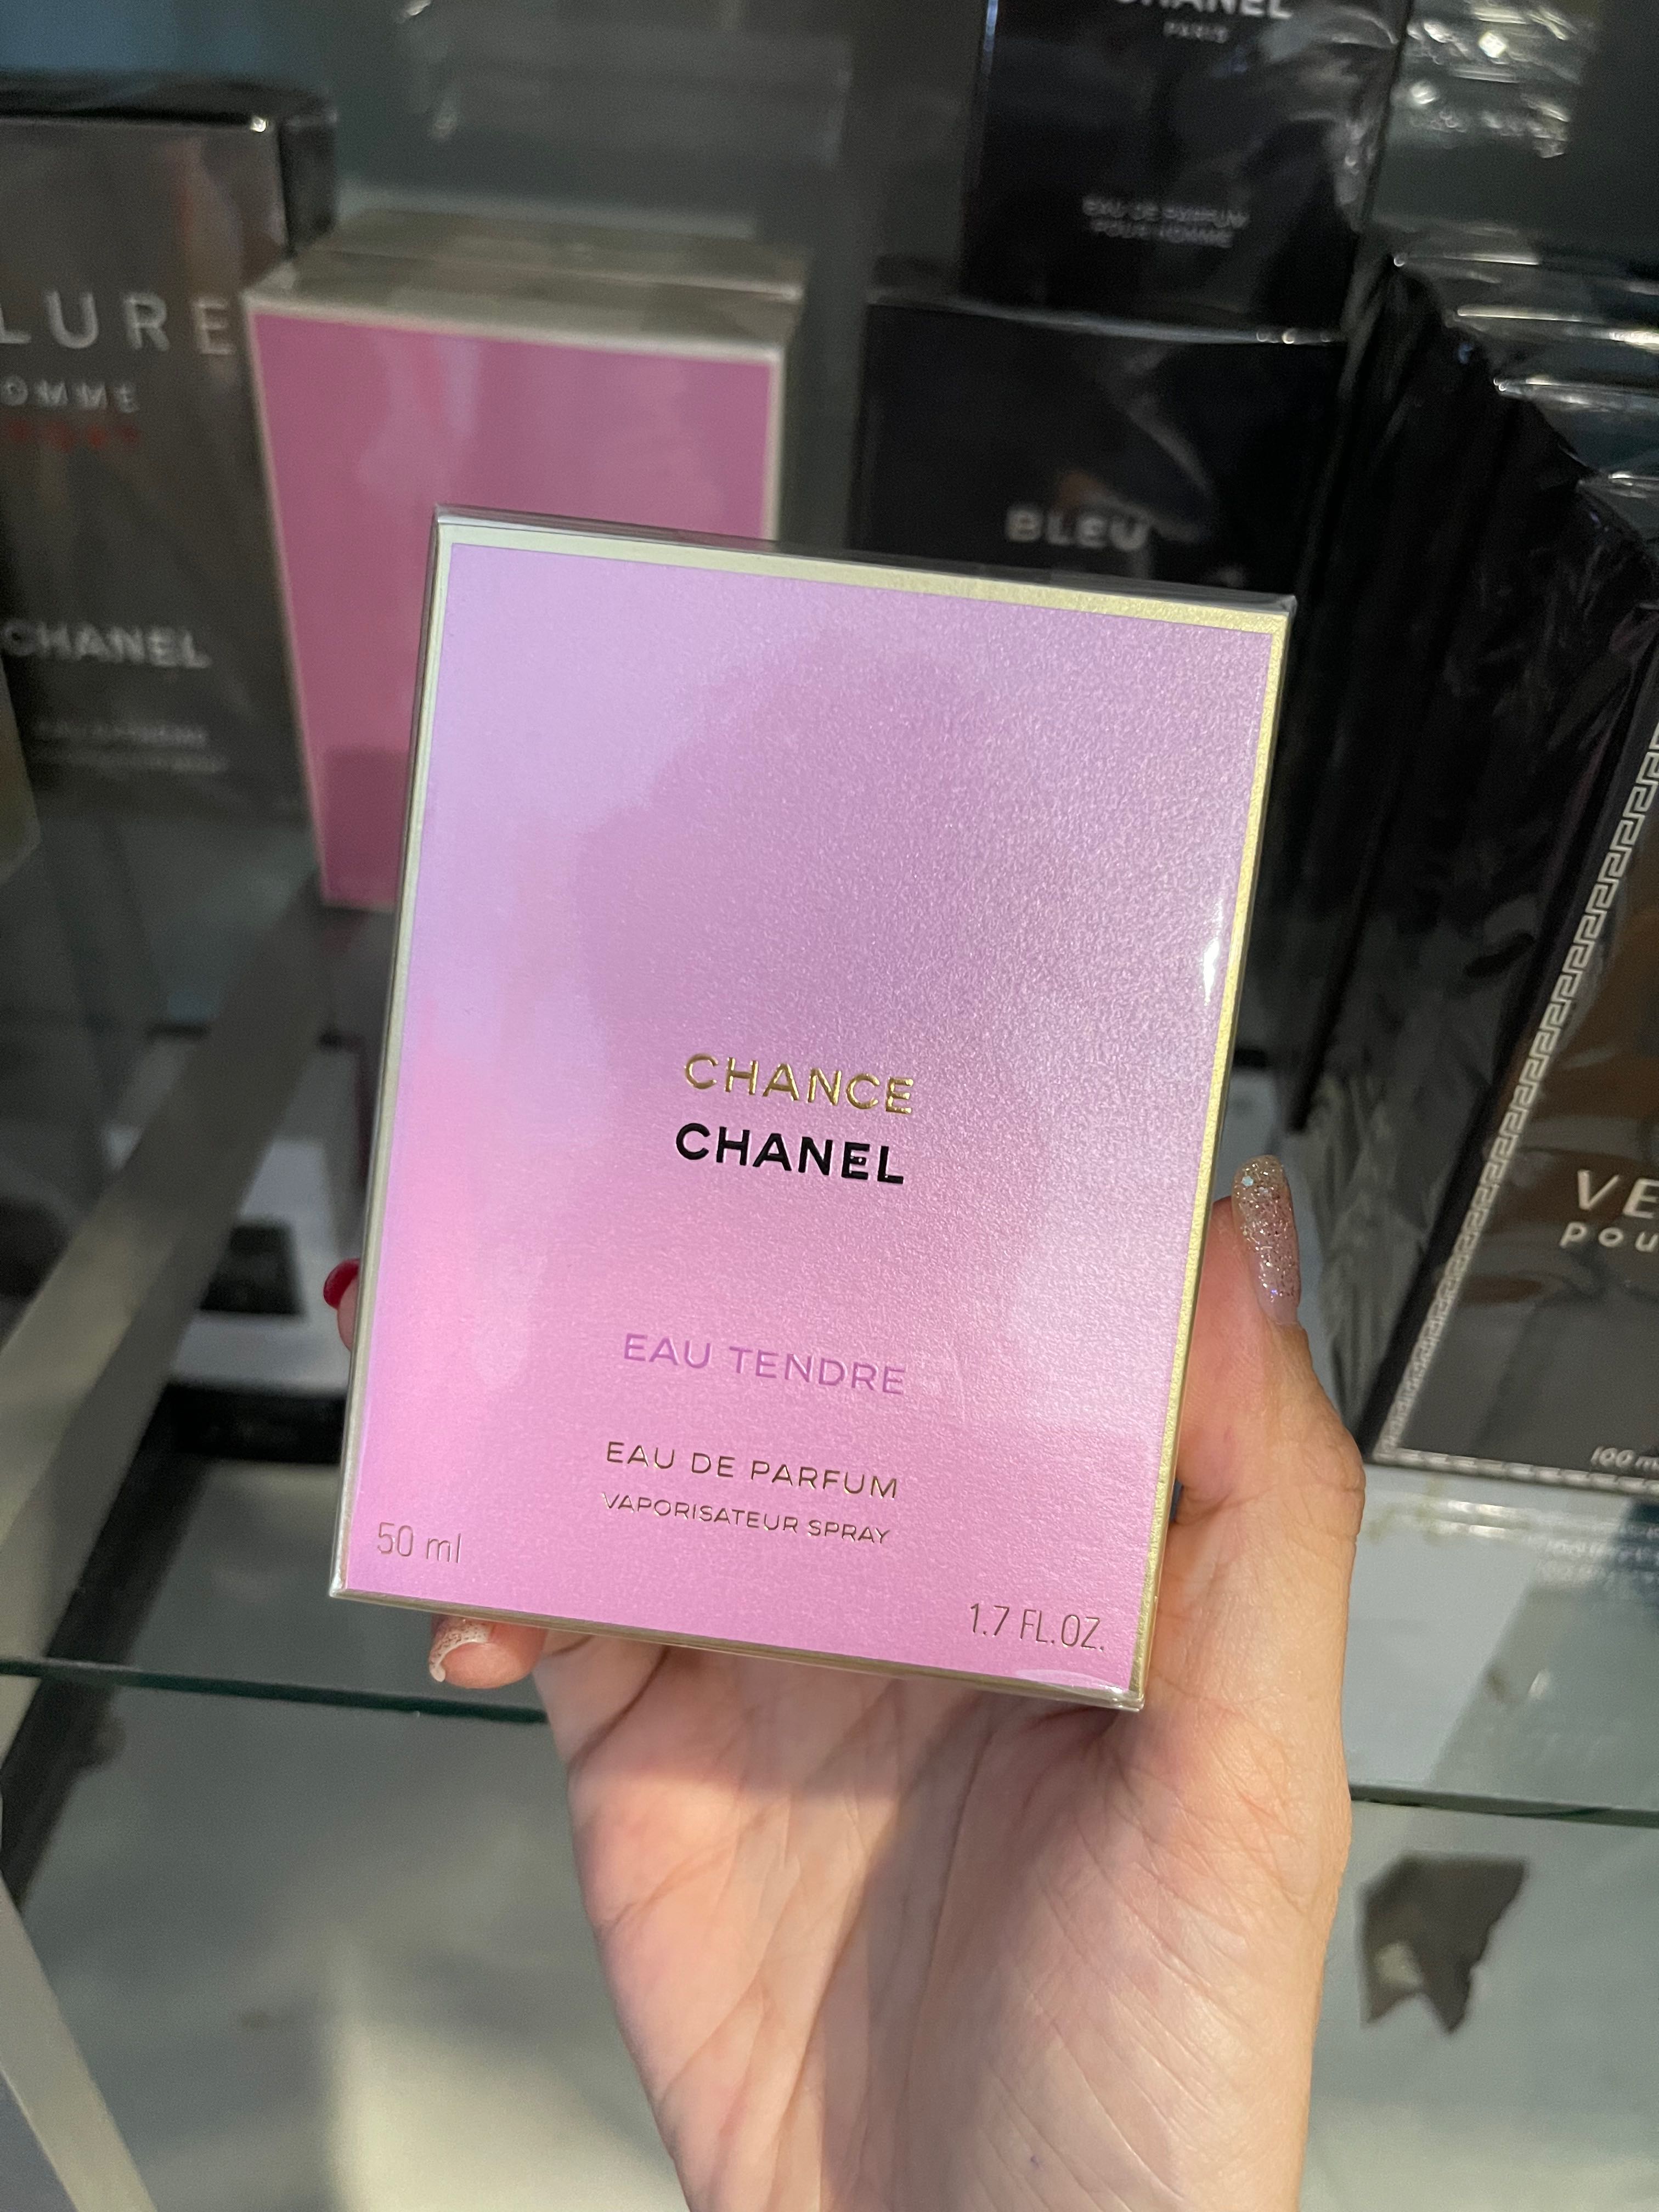 CHANEL
PARIS
EAU DE PARFUM
POUR HOMME
LURE
OMME
CHANEL
BLEU
CHANCE
CHANEL
EAU TENDRE
EAU DE PARFUM
VAPORISATEUR SPRAY
50 ml
1.7 FL.OZ.
VE
pou
100 m